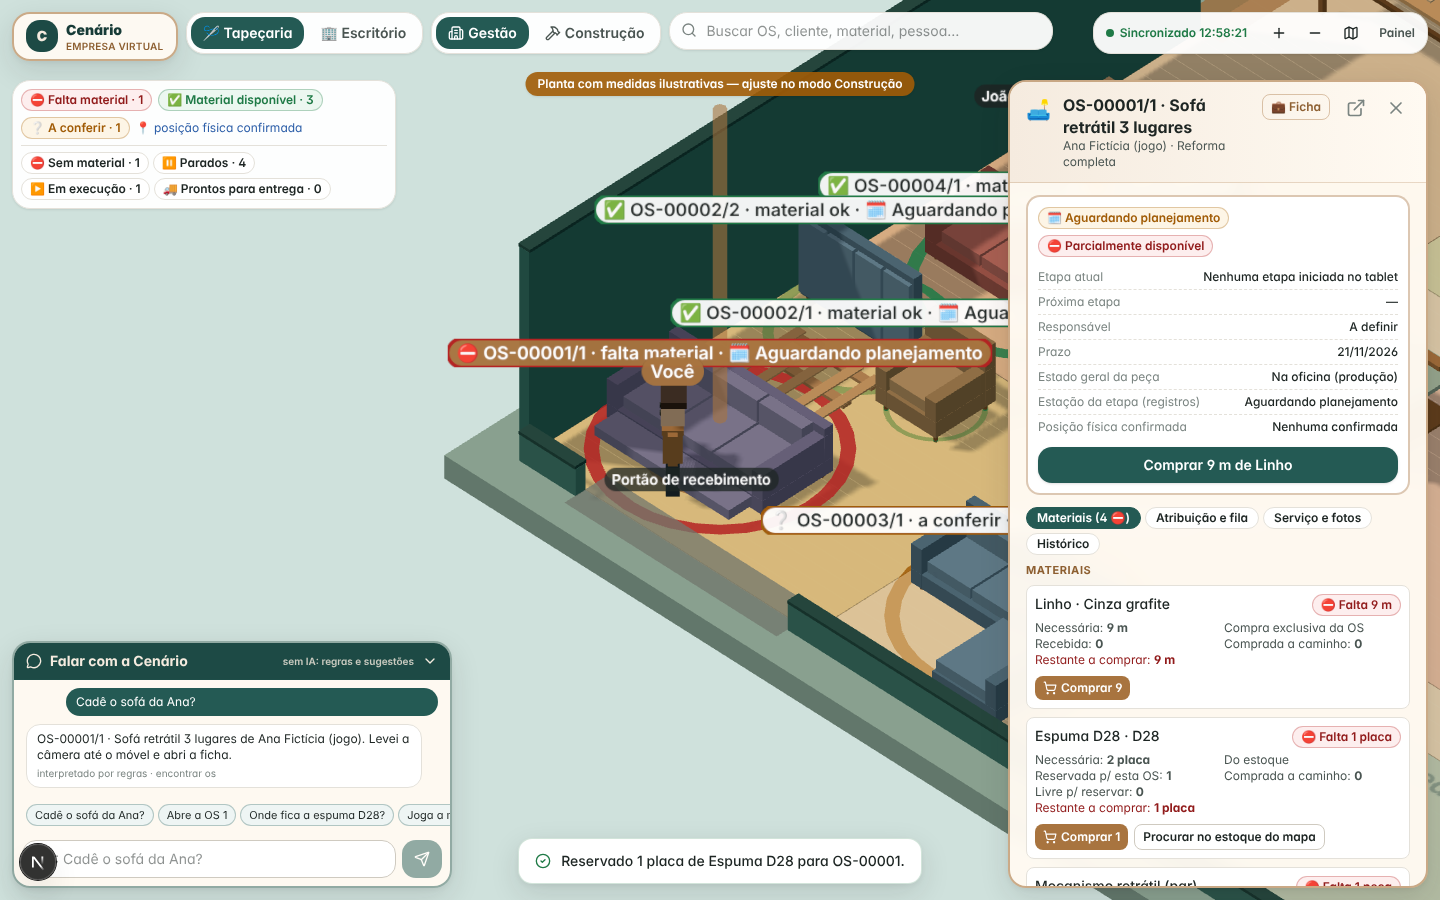 C
Cenário
EMPRESA VIRTUAL
Tapeçaria
Escritório
Gestão
Construção
Buscar OS, cliente, material, pessoa...
Sincronizado 12:58:21
Painel
Planta com medidas ilustrativas — ajuste no modo Construção
Falta material · 1
Material disponível · 3
A conferir · 1
posição física confirmada
Sem material · 1
Parados · 4
Em execução · 1
Prontos para entrega · 0
OS-00004/1 · mat
OS-00002/2 · material ok · Aguardando p
OS-00002/1 · material ok · Agua
OS-00001/1 · falta material · Aguardando planejamento
Você
Portão de recebimento
OS-00003/1 · a conferir
Joã
OS-00001/1 · Sofá
retrátil 3 lugares
Ana Fictícia (jogo) · Reforma
completa
Ficha
Aguardando planejamento
Parcialmente disponível
Etapa atual Nenhuma etapa iniciada no tablet
Próxima etapa —
Responsável A definir
Prazo 21/11/2026
Estado geral da peça Na oficina (produção)
Estação da etapa (registros) Aguardando planejamento
Posição física confirmada Nenhuma confirmada
Comprar 9 m de Linho
Materiais (4 ⛔)
Atribuição e fila
Serviço e fotos
Histórico
MATERIAIS
Linho · Cinza grafite
Falta 9 m
Necessária: 9 m
Compra exclusiva da OS
Recebida: 0
Comprada a caminho: 0
Restante a comprar: 9 m
Comprar 9
Espuma D28 · D28
Falta 1 placa
Necessária: 2 placa
Do estoque
Reservada p/ esta OS: 1
Comprada a caminho: 0
Livre p/ reservar: 0
Restante a comprar: 1 placa
Comprar 1
Procurar no estoque do mapa
Mecanismo retrátil (par)
Falta 1 peça
Falar com a Cenário
sem IA: regras e sugestões
Cadê o sofá da Ana?
OS-00001/1 · Sofá retrátil 3 lugares de Ana Fictícia (jogo). Levei a
câmera até o móvel e abri a ficha.
interpretado por regras · encontrar os
Cadê o sofá da Ana?
Abre a OS 1
Onde fica a espuma D28?
Joga a
N
Cadê o sofá da Ana?
Reservado 1 placa de Espuma D28 para OS-00001.